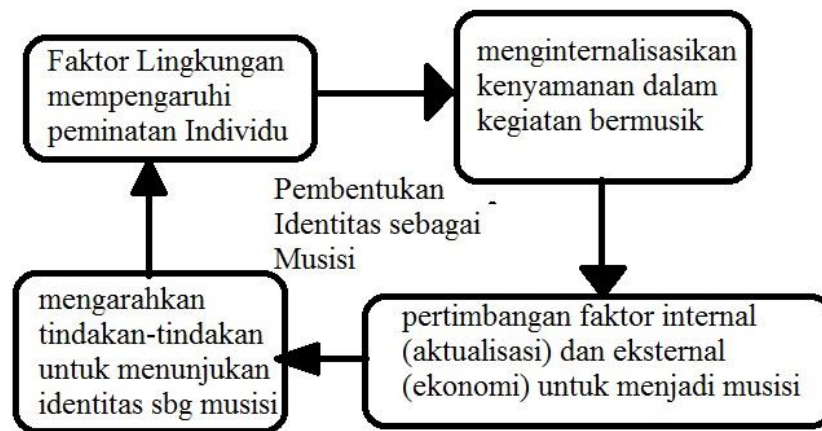 Faktor Lingkungan
mempengaruhi
peminatan Individu
menginternalisasikan
kenyamanan dalam
kegiatan bermusik
Pembentukan
Identitas sebagai
Musisi
pertimbangan faktor internal
(aktualisasi) dan eksternal
(ekonomi) untuk menjadi musisi
mengarahkan
tindakan-tindakan
untuk menunjukan
identitas sbg musisi